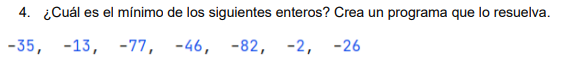 4. ¿Cuál es el mínimo de los siguientes enteros? Crea un programa que lo resuelva.
-35, -13, -77, -46, -82, -2, -26